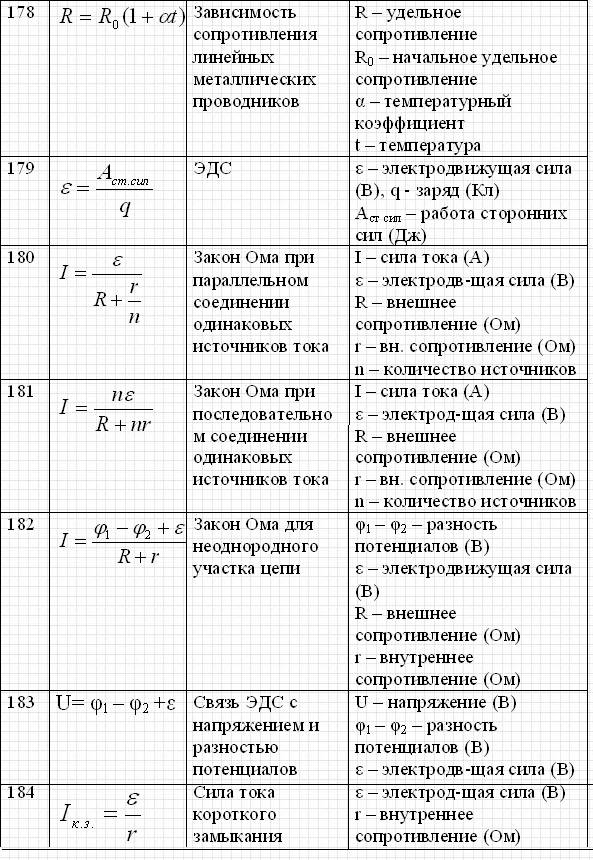 178
R = R₀(1 + αt)
Зависимость
сопротивления
линейных
металлических
проводников
R – удельное
сопротивление
R₀ – начальное удельное
сопротивление
α – температурный
коэффициент
t – температура
179
ε = Aст.сил / q
ЭДС
ε – электродвижущая сила
(В), q - заряд (Кл)
Аст сил – работа сторонних
сил (Дж)
180
I = ε / (R + r/n)
Закон Ома при
параллельном
соединении
одинаковых
источников тока
I – сила тока (А)
ε – электродв-щая сила (В)
R – внешнее
сопротивление (Ом)
r – вн. сопротивление (Ом)
n – количество источников
181
I = nε / (R + nr)
Закон Ома при
последовательно
м соединении
одинаковых
источников тока
I – сила тока (А)
ε – электрод-щая сила (В)
R – внешнее
сопротивление (Ом)
r – вн. сопротивление (Ом)
n – количество источников
182
I = (φ₁ − φ₂ + ε) / (R + r)
Закон Ома для
неоднородного
участка цепи
φ₁ – φ₂ – разность
потенциалов (В)
ε – электродвижущая сила
(В)
R – внешнее
сопротивление (Ом)
r – внутреннее
сопротивление (Ом)
183
U= φ₁ – φ₂ +ε
Связь ЭДС с
напряжением и
разностью
потенциалов
U – напряжение (В)
φ₁ – φ₂ – разность
потенциалов (В)
ε – электродв-щая сила (В)
184
Iк.з. = ε / r
Сила тока
короткого
замыкания
ε – электрод-щая сила (В)
r – внутреннее
сопротивление (Ом)